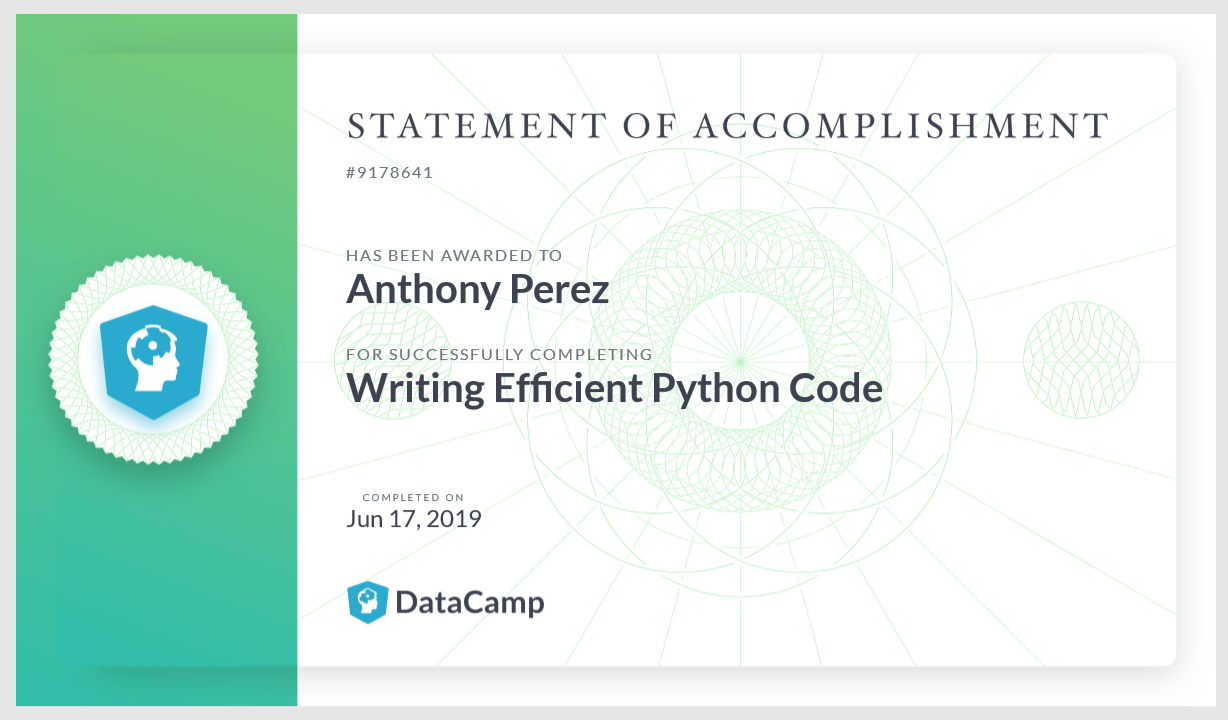 STATEMENT OF ACCOMPLISHMENT
#9178641
HAS BEEN AWARDED TO
Anthony Perez
FOR SUCCESSFULLY COMPLETING
Writing Efficient Python Code
COMPLETED ON
Jun 17, 2019
DataCamp